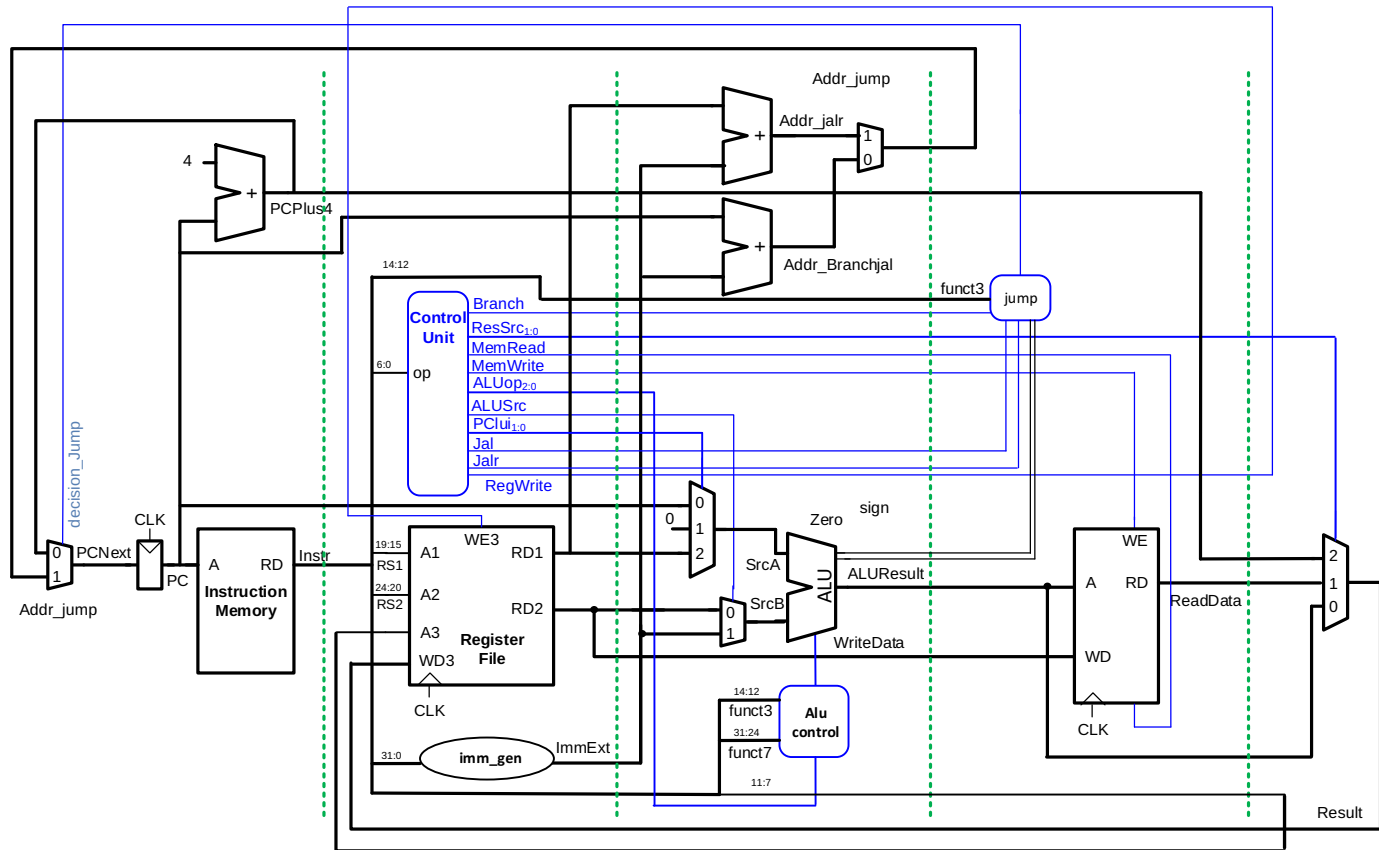 Addr_jump
Addr_jalr
1
0
4
+
+
PCPlus4
+
Addr_Branchjal
14:12
funct3
jump
Control
Unit
6:0
op
Branch
ResSrc1:0
MemRead
MemWrite
ALUop2:0
ALUSrc
PClui1:0
Jal
Jalr
RegWrite
decision_Jump
CLK
0
1
PCNext
PC
Addr_jump
A
RD
Instruction
Memory
Instr
19:15
RS1
24:20
RS2
A1
A2
A3
WD3
WE3
RD1
RD2
Register
File
CLK
0
0
1
2
SrcA
0
1
SrcB
Zero
sign
ALU
ALUResult
WriteData
WE
A
RD
WD
CLK
ReadData
2
1
0
14:12
funct3
31:24
funct7
Alu
control
31:0
imm_gen
ImmExt
11:7
Result